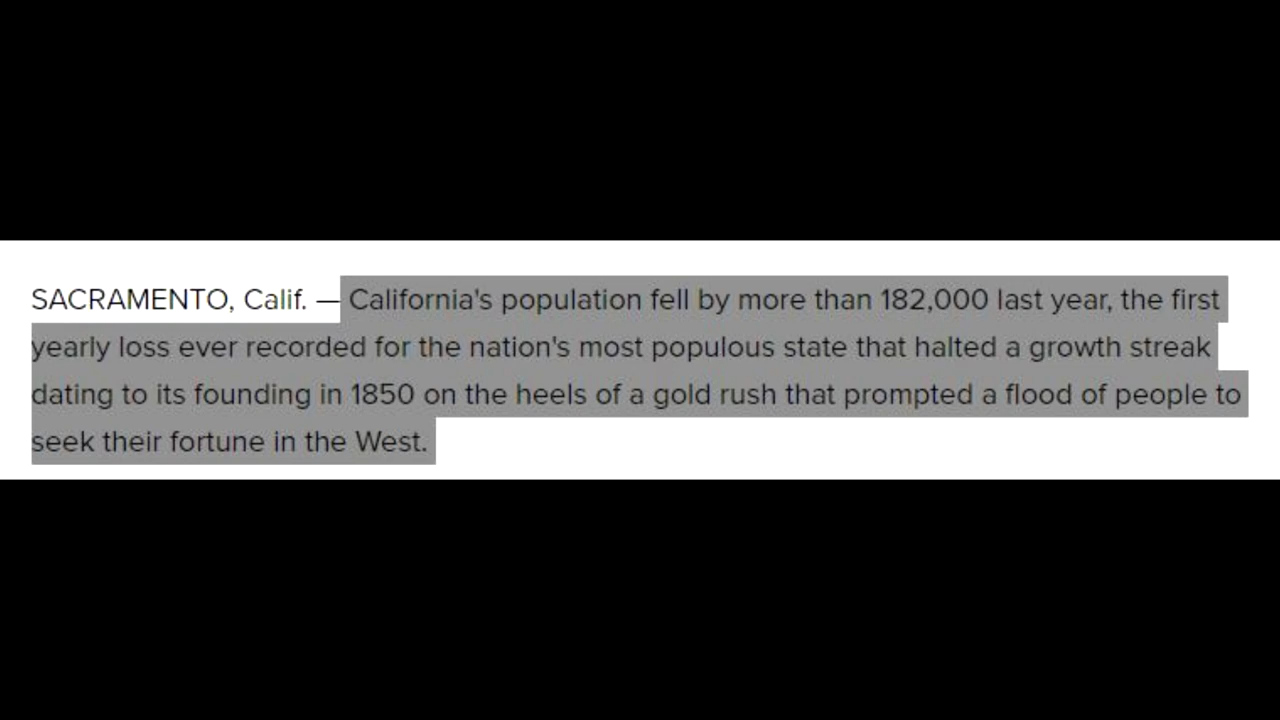 SACRAMENTO, Calif. — California's population fell by more than 182,000 last year, the first
yearly loss ever recorded for the nation's most populous state that halted a growth streak
dating to its founding in 1850 on the heels of a gold rush that prompted a flood of people to
seek their fortune in the West.